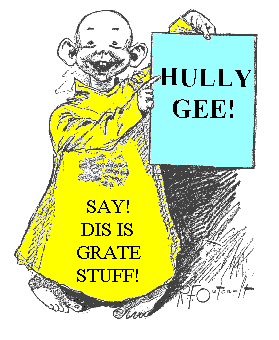 HULLY
GEE!
SAY!
DIS IS
GRATE
STUFF!